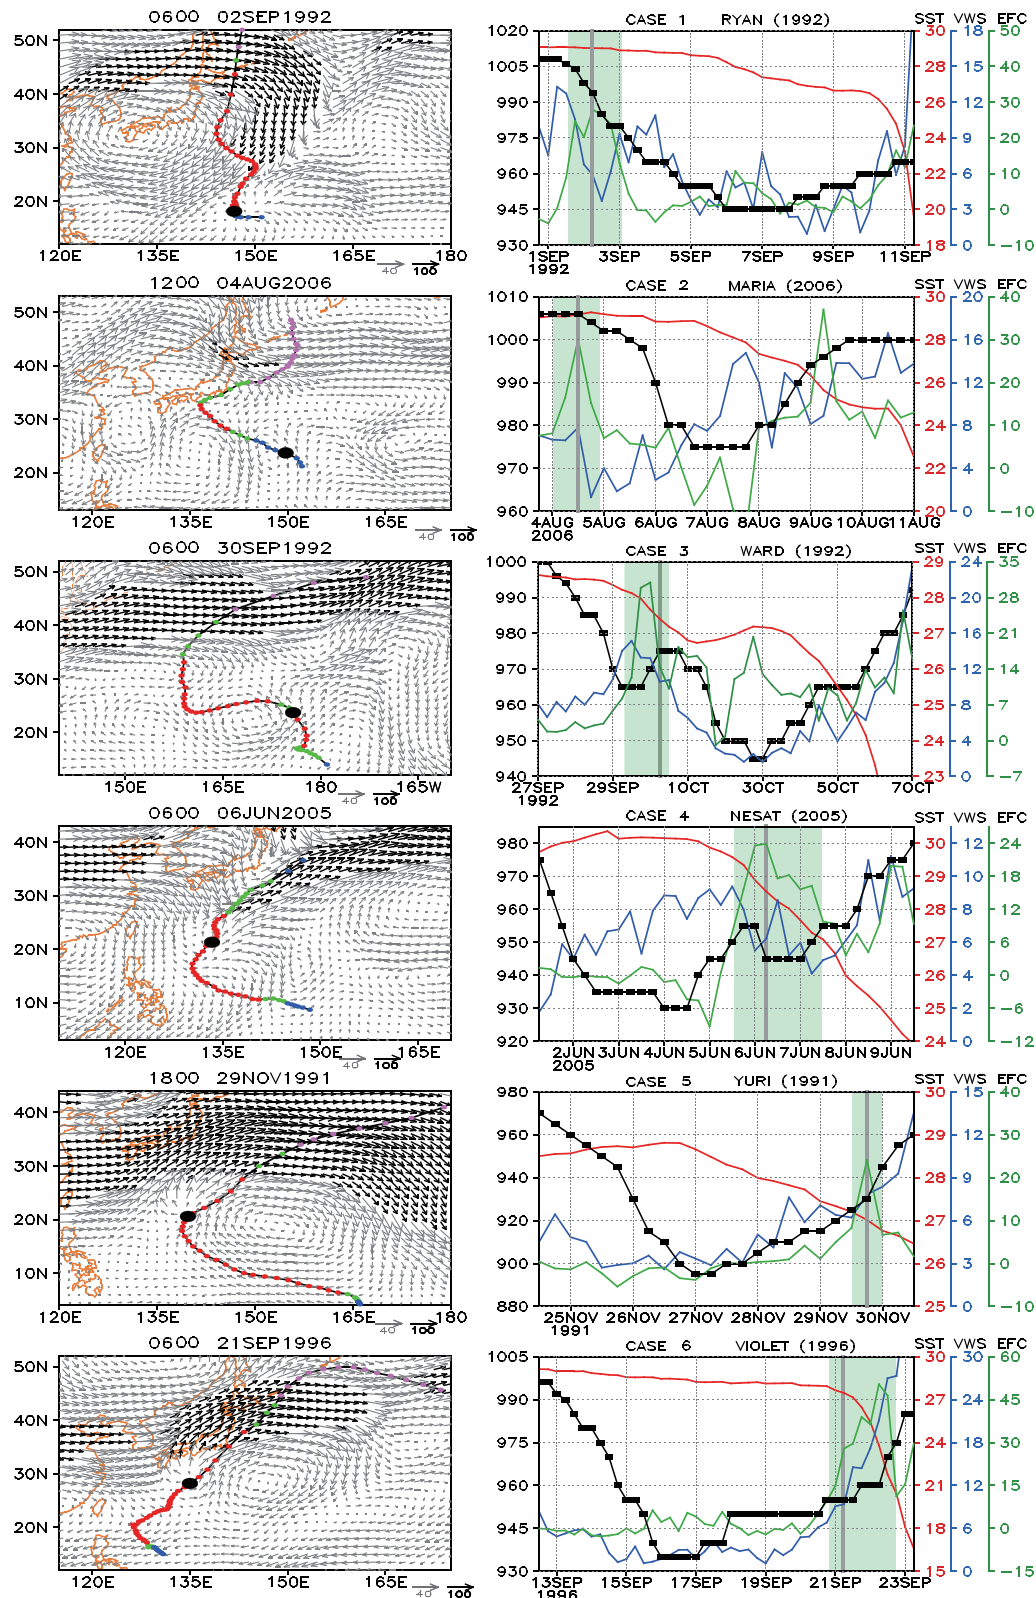 0600 02SEP1992
50N
40N
30N
20N
120E 135E 150E 165E 180
40 100
CASE 1 RYAN (1992)
SST VWS EFC
1020 30 18 50
1005 28 15 40
990 26 12 30
975 24 9 20
960 22 6 10
945 20 3 0
930 18 0 −10
1SEP 3SEP 5SEP 7SEP 9SEP 11SEP
1992
1200 04AUG2006
50N
40N
30N
20N
120E 135E 150E 165E
40 100
CASE 2 MARIA (2006)
SST VWS EFC
1010 30 20 40
1000 28 16 30
990 26 12 20
980 24 8 10
970 22 4 0
960 20 0 −10
4AUG 5AUG 6AUG 7AUG 8AUG 9AUG 10AUG 11AUG
2006
0600 30SEP1992
50N
40N
30N
20N
150E 165E 180 165W
40 100
CASE 3 WARD (1992)
SST VWS EFC
1000 29 24 35
990 28 20 28
980 27 16 21
970 26 12 14
960 25 8 7
950 24 4 0
940 23 0 −7
27SEP 29SEP 1OCT 3OCT 5OCT 7OCT
1992
0600 06JUN2005
40N
30N
20N
10N
120E 135E 150E 165E
40 100
CASE 4 NESAT (2005)
SST VWS EFC
980 30 12 24
970 29 10 18
960 28 8 12
950 27 6 6
940 26 4 0
930 25 2 −6
920 24 0 −12
2JUN 3JUN 4JUN 5JUN 6JUN 7JUN 8JUN 9JUN
2005
1800 29NOV1991
40N
30N
20N
10N
120E 135E 150E 165E 180
40 100
CASE 5 YURI (1991)
SST VWS EFC
980 30 15 40
960 29 12 30
940 28 9 20
920 27 6 10
900 26 3 0
880 25 0 −10
25NOV 26NOV 27NOV 28NOV 29NOV 30NOV
1991
0600 21SEP1996
50N
40N
30N
20N
120E 135E 150E 165E
40 100
CASE 6 VIOLET (1996)
SST VWS EFC
1005 30 30 60
990 27 24 45
975 24 18 30
960 21 12 15
945 18 6 0
930 15 0 −15
13SEP 15SEP 17SEP 19SEP 21SEP 23SEP
1996